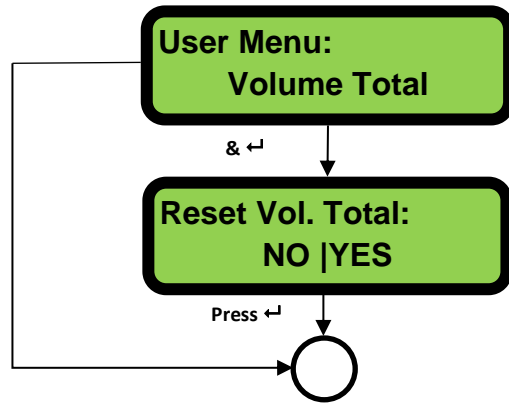 User Menu:
Volume Total
& ↵
Reset Vol. Total:
NO |YES
Press ↵